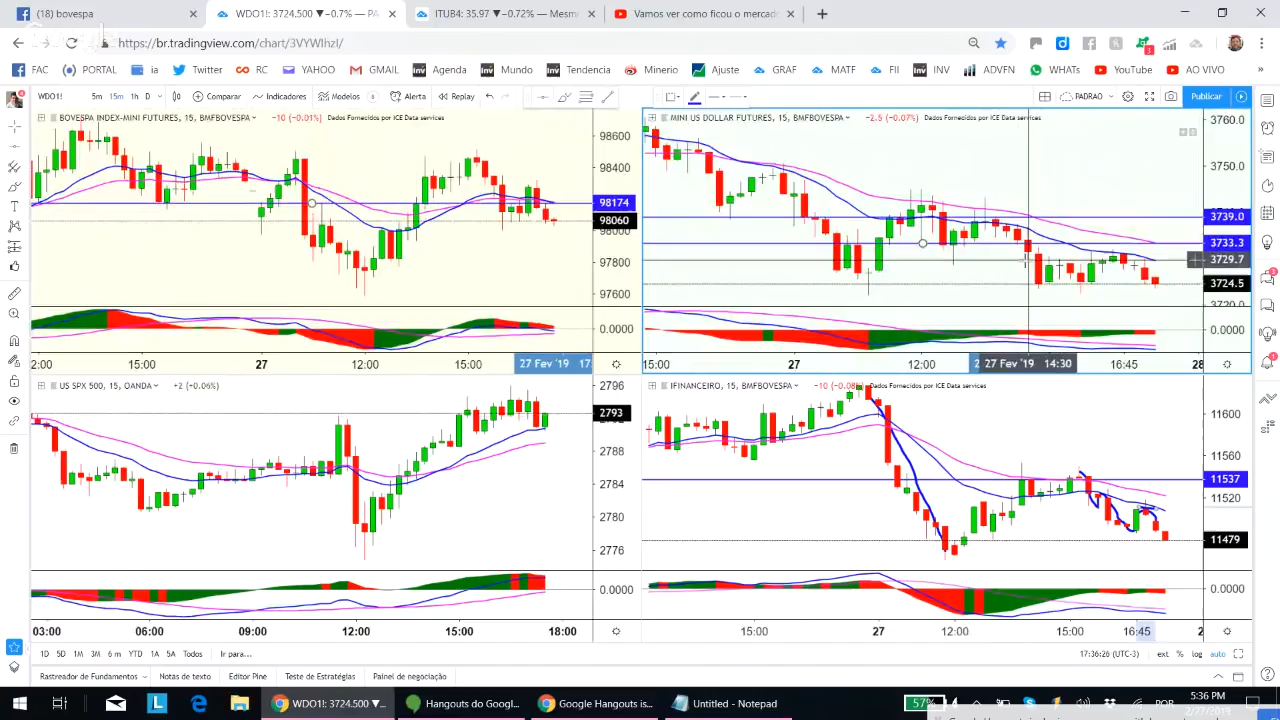 (18) bovespa
WDO1!: 3724.500 ▼−0.7% — PA
ITUB4: 35.97 ▼−0.72% — Mesm
Vamos ver como ficou o mercado
https://br.tradingview.com/chart/3VYWIhzI/
FAC PORTAL ia Twitter RC YAHOO GMAIL Agenda Mundo Tendencia Minerio Ajuste GRAF MATF FII INV ADVFN WHATs YouTube AO VIVO »
WDO1! 5m 15m 1h D Comparar Indicadores Modelos Alerta Replay PADRAO Publicar
BOVESPA INDEX-MINI FUTURES, 15, BMFBOVESPA −10 (−0.01%) Dados Fornecidos por ICE Data services
98600
98400
98174
98060
98000
97800
97600
0.0000
12:00 15:00 27 12:00 15:00 27 Fev '19 17:
MINI US DOLLAR FUTURES, 15, BMFBOVESPA −2.5 (−0.07%) Dados Fornecidos por ICE Data services
3760.0
3750.0
3739.0
3733.3
3729.7
3724.5
3720.0
0.0000
15:00 27 12:00 27 Fev '19 14:30 16:45 28
US SPX 500, 15, OANDA +2 (+0.06%)
2796
2793
2788
2784
2780
2776
0.0000
03:00 06:00 09:00 12:00 15:00 18:00
IFINANCEIRO, 15, BMFBOVESPA −10 (−0.08%) Dados Fornecidos por ICE Data services
11600
11560
11537
11520
11479
0.0000
15:00 27 12:00 15:00 16:45 2
1D 5D 1M 3M 6 m YTD 1A 5A Todos Ir para... 17:36:26 (UTC-3) ext % log auto
Rastreador de Fundamentos Notas de texto Editor Pine Teste de Estratégias Painel de negociação
WDO1!: 3724.500 ▼...
Hangouts do Googl...
Google Hangouts is...
Untitled - Notepad
57%
POR
5:36 PM
2/27/2019